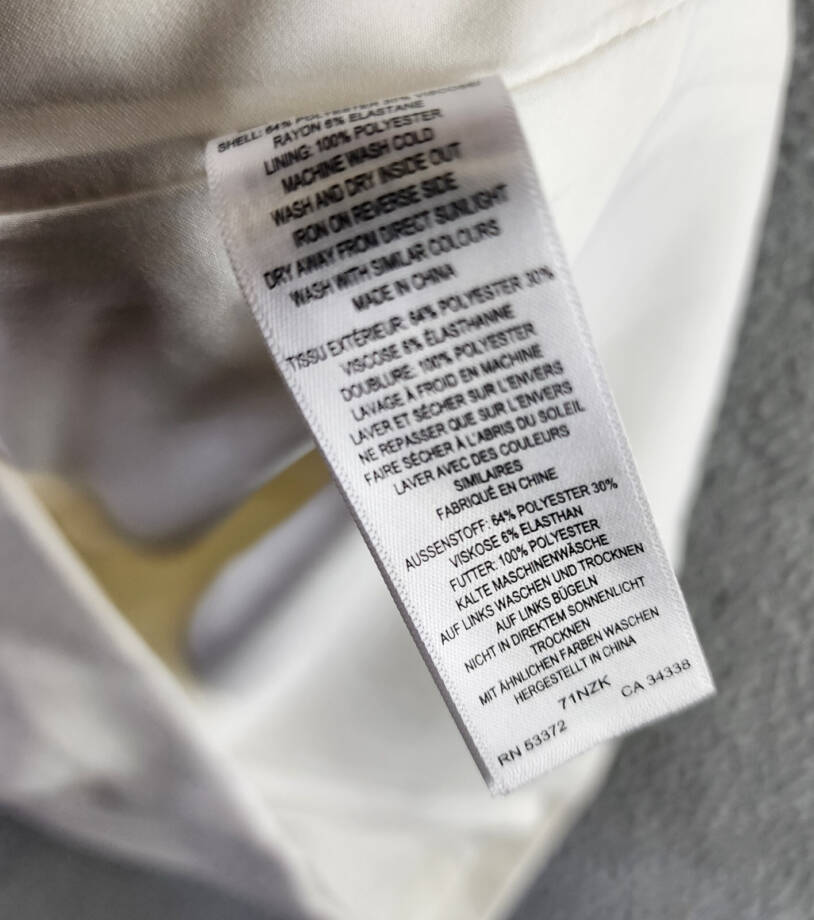 SHELL: 64% POLYESTER 30% VISCOSE/
RAYON 6% ELASTANE
LINING: 100% POLYESTER
MACHINE WASH COLD
WASH AND DRY INSIDE OUT
IRON ON REVERSE SIDE
DRY AWAY FROM DIRECT SUNLIGHT
WASH WITH SIMILAR COLOURS
MADE IN CHINA
TISSU EXTÉRIEUR: 64% POLYESTER 30%
VISCOSE 6% ÉLASTHANNE
DOUBLURE: 100% POLYESTER
LAVAGE À FROID EN MACHINE
LAVER ET SÉCHER SUR L'ENVERS
NE REPASSER QUE SUR L'ENVERS
FAIRE SÉCHER À L'ABRIS DU SOLEIL
LAVER AVEC DES COULEURS
SIMILAIRES
FABRIQUÉ EN CHINE
AUSSENSTOFF: 64% POLYESTER 30%
VISKOSE 6% ELASTHAN
FUTTER: 100% POLYESTER
KALTE MASCHINENWÄSCHE
AUF LINKS WASCHEN UND TROCKNEN
AUF LINKS BÜGELN
NICHT IN DIREKTEM SONNENLICHT
TROCKNEN
MIT ÄHNLICHEN FARBEN WASCHEN
HERGESTELLT IN CHINA
71NZK
RN 53372 CA 34338